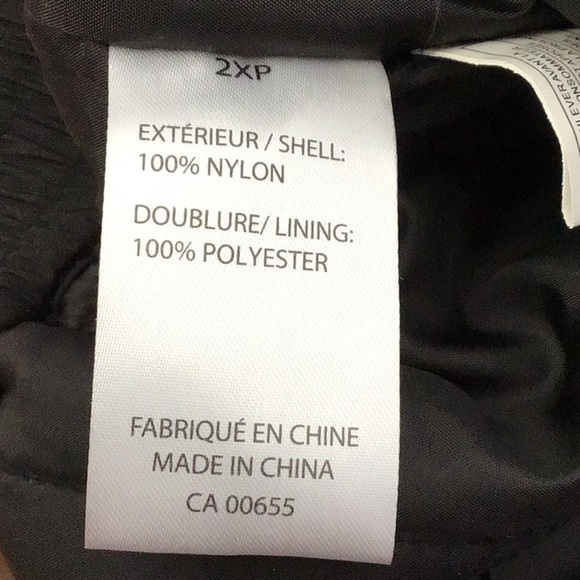 2XP
EXTÉRIEUR / SHELL:
100% NYLON
DOUBLURE/ LINING:
100% POLYESTER
FABRIQUÉ EN CHINE
MADE IN CHINA
CA 00655